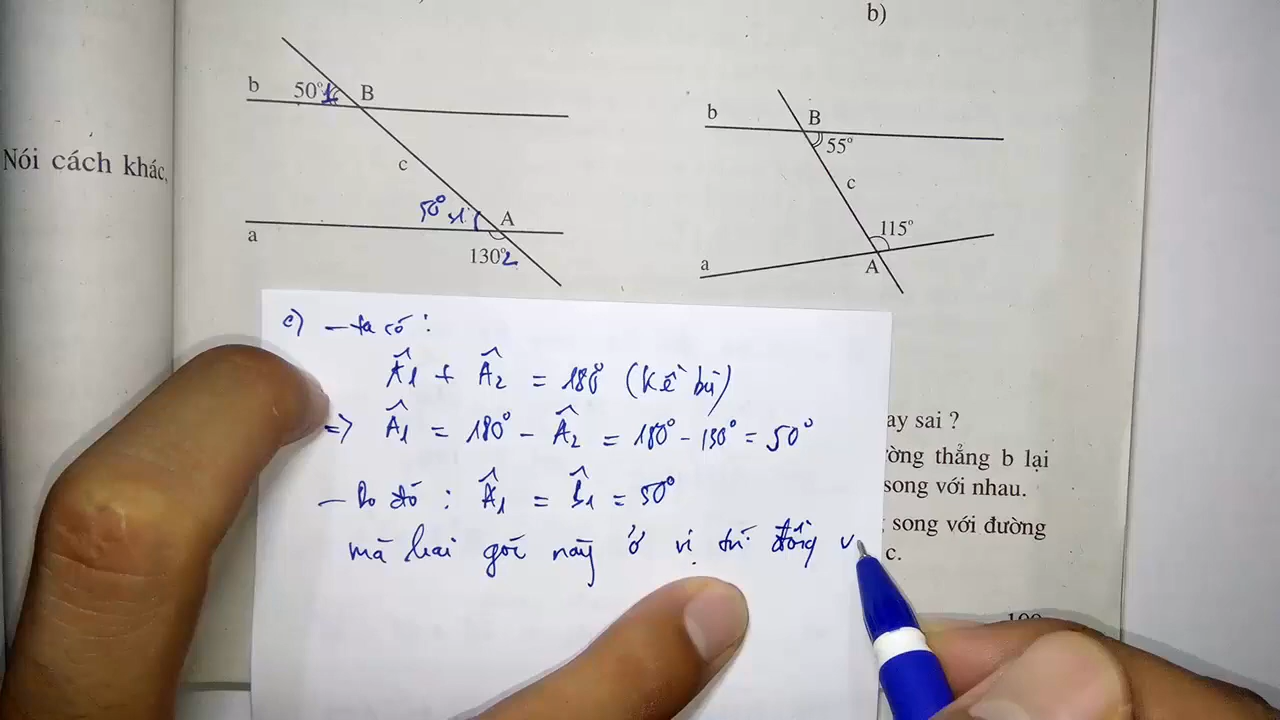 b)
b 50° 1 B
c
50° 1 A
a
130° 2
b B
55°
c
115°
a A
Nói cách khác,
c) – ta có :
Â1 + Â2 = 180° (kề bù)
=> Â1 = 180° – Â2 = 180° – 130° = 50°
– Do đó : Â1 = B̂1 = 50°
mà hai góc này ở vị trí đồng v
ay sai ?
ờng thẳng b lại
song với nhau.
song với đường
c.